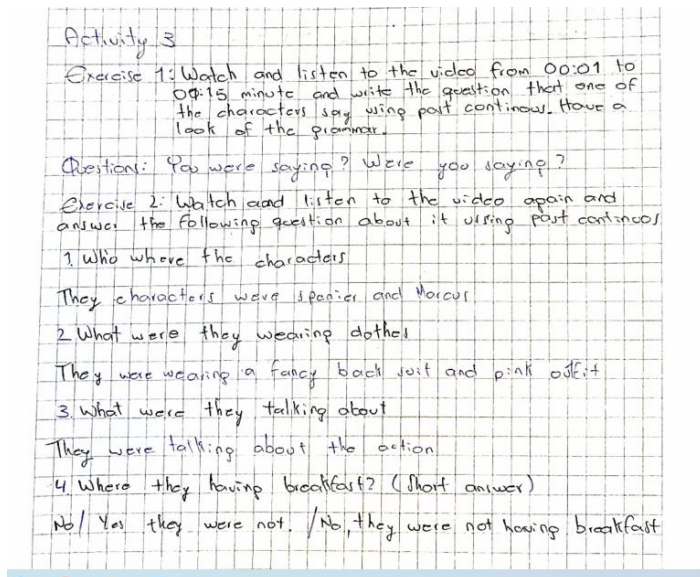 Activity 3
Exercise 1: Watch and listen to the video from 00:01 to
00:15 minute and write the question that one of
the characters say using past continous. Have a
look of the grammar.
Questions: You were saying? Were you saying?
Exercise 2: Watch and listen to the video again and
answer the following question about it ussing past continuos
1. Who where the characters
They characters were spenier and Marcus
2 What were they wearing clothes
They were wearing a fancy back suit and pink outfit
3. What were they talking about
They were talking about the action
4 Where they having breakfast? (Short answer)
No/ Yes they were not. / No, they were not having breakfast